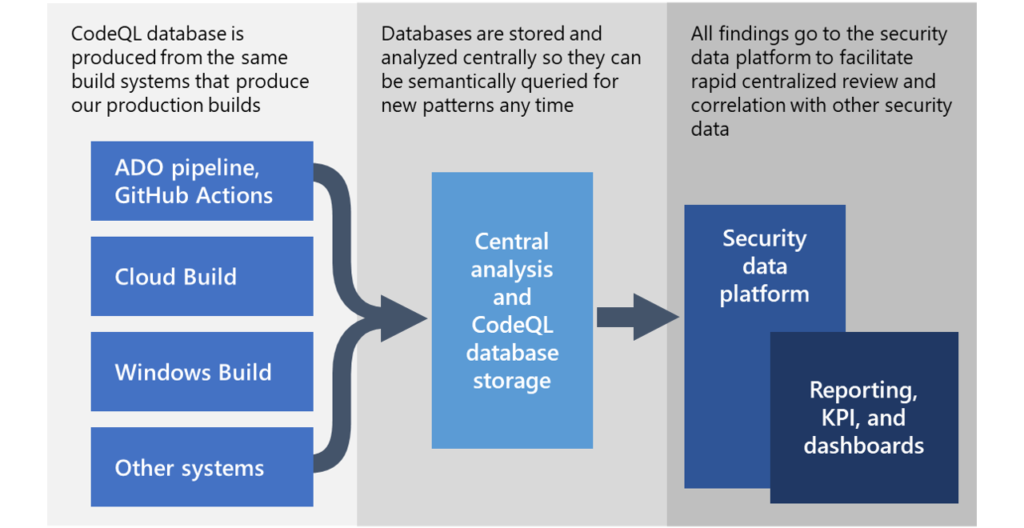 CodeQL database is
produced from the same
build systems that produce
our production builds
Databases are stored and
analyzed centrally so they can
be semantically queried for
new patterns any time
All findings go to the security
data platform to facilitate
rapid centralized review and
correlation with other security
data
ADO pipeline,
GitHub Actions
Cloud Build
Windows Build
Other systems
Central
analysis
and
CodeQL
database
storage
Security
data
platform
Reporting,
KPI, and
dashboards